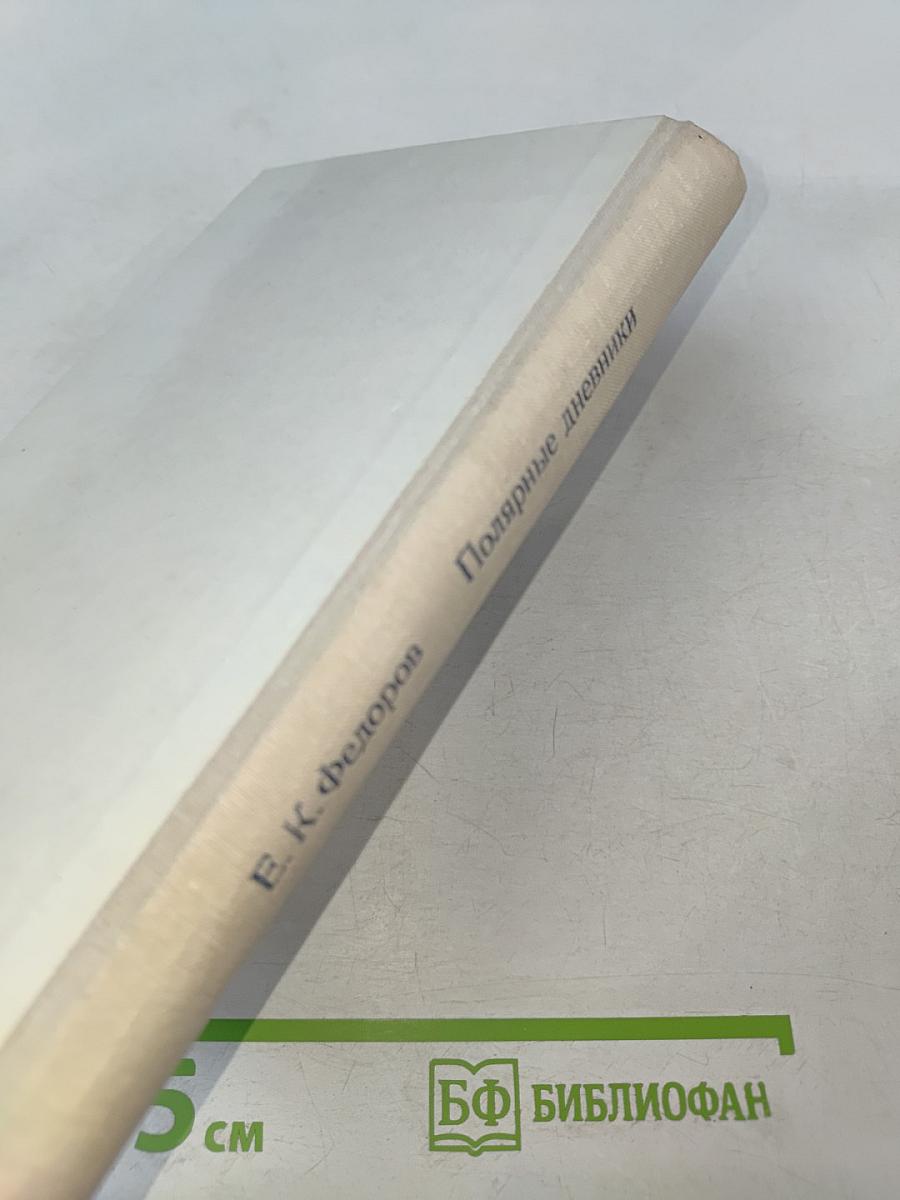 Е. К. Федоров Полярные дневники
5 см
БФ БИБЛИОФАН